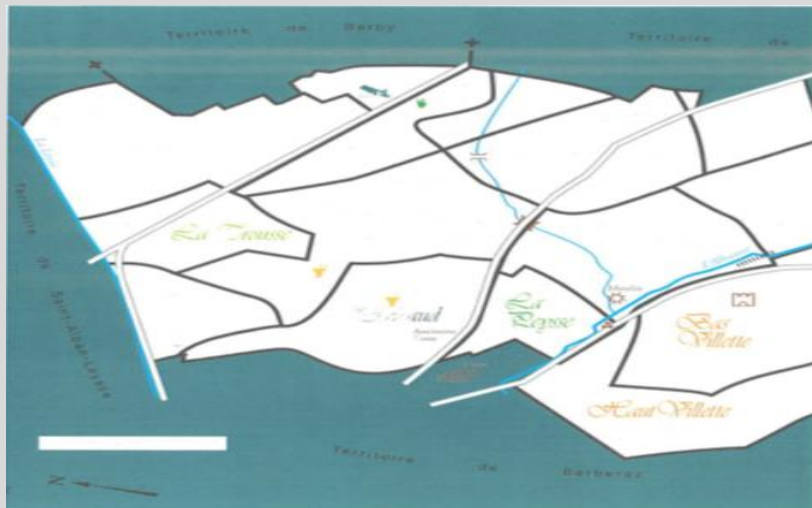 Territoire de Barby
Territoire de
Territoire de Saint-Alban-Leysse
La Trousse
La Peysse
Moulin
Bas Villette
Haut Villette
Territoire de Barberaz
N